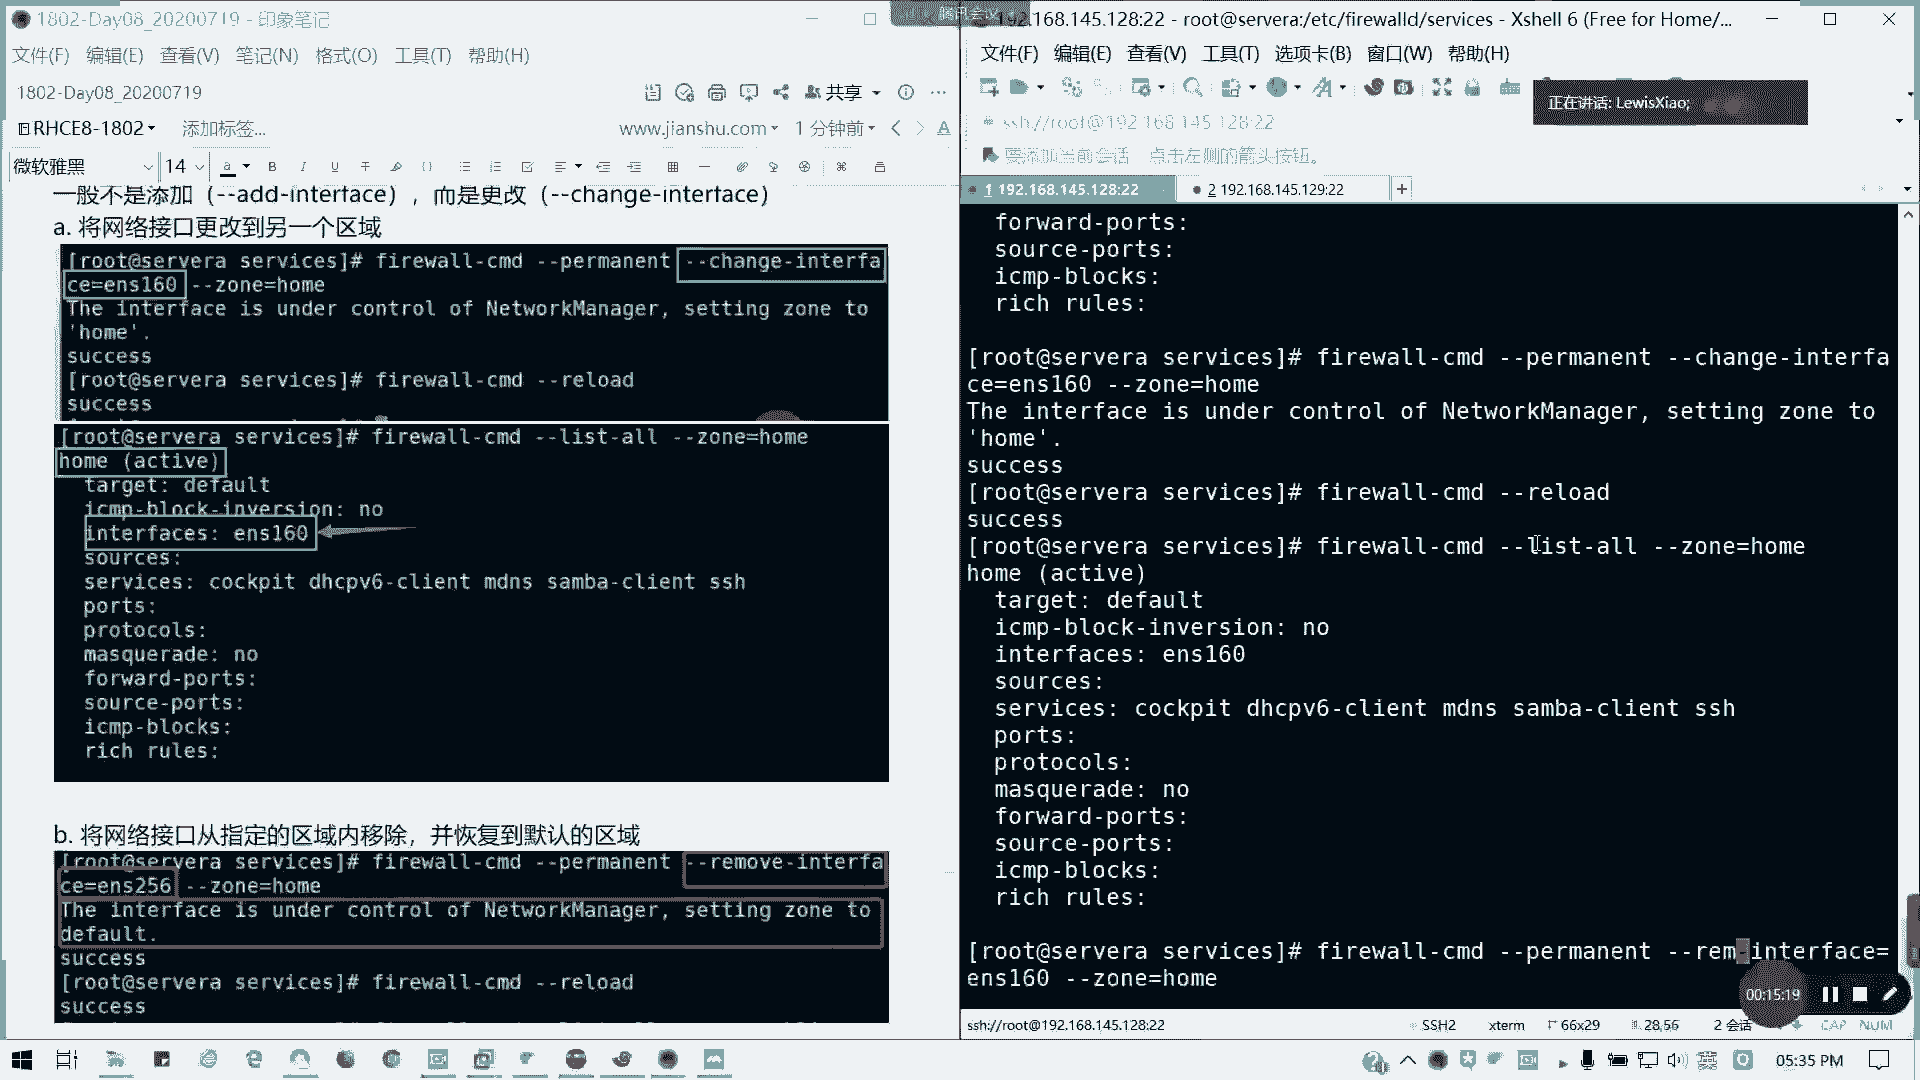 1802-Day08_20200719 - 印象笔记
文件(F) 编辑(E) 查看(V) 笔记(N) 格式(O) 工具(T) 帮助(H)
1802-Day08_20200719
共享
RHCE8-1802
添加标签...
www.jianshu.com
1 分钟前
微软雅黑
14
一般不是添加（--add-interface），而是更改（--change-interface）
a. 将网络接口更改到另一个区域
[root@servera services]# firewall-cmd --permanent --change-interfa
ce=ens160 --zone=home
The interface is under control of NetworkManager, setting zone to
'home'.
success
[root@servera services]# firewall-cmd --reload
success
[root@servera services]# firewall-cmd --list-all --zone=home
home (active)
target: default
icmp-block-inversion: no
interfaces: ens160
sources:
services: cockpit dhcpv6-client mdns samba-client ssh
ports:
protocols:
masquerade: no
forward-ports:
source-ports:
icmp-blocks:
rich rules:
b. 将网络接口从指定的区域内移除，并恢复到默认的区域
[root@servera services]# firewall-cmd --permanent --remove-interfa
ce=ens256 --zone=home
The interface is under control of NetworkManager, setting zone to
default.
success
[root@servera services]# firewall-cmd --reload
success
192.168.145.128:22 - root@servera:/etc/firewalld/services - Xshell 6 (Free for Home/...
文件(F) 编辑(E) 查看(V) 工具(T) 选项卡(B) 窗口(W) 帮助(H)
正在讲话: LewisXiao;
ssh://root@192.168.145.128:22
要添加当前会话，点击左侧的箭头按钮。
1 192.168.145.128:22
2 192.168.145.129:22
forward-ports:
source-ports:
icmp-blocks:
rich rules:
[root@servera services]# firewall-cmd --permanent --change-interfa
ce=ens160 --zone=home
The interface is under control of NetworkManager, setting zone to
'home'.
success
[root@servera services]# firewall-cmd --reload
success
[root@servera services]# firewall-cmd --list-all --zone=home
home (active)
target: default
icmp-block-inversion: no
interfaces: ens160
sources:
services: cockpit dhcpv6-client mdns samba-client ssh
ports:
protocols:
masquerade: no
forward-ports:
source-ports:
icmp-blocks:
rich rules:
[root@servera services]# firewall-cmd --permanent --rem-interface=
ens160 --zone=home
00:15:19
ssh://root@192.168.145.128:22
SSH2
xterm
66x29
28,56
2 会话
CAP NUM
05:35 PM